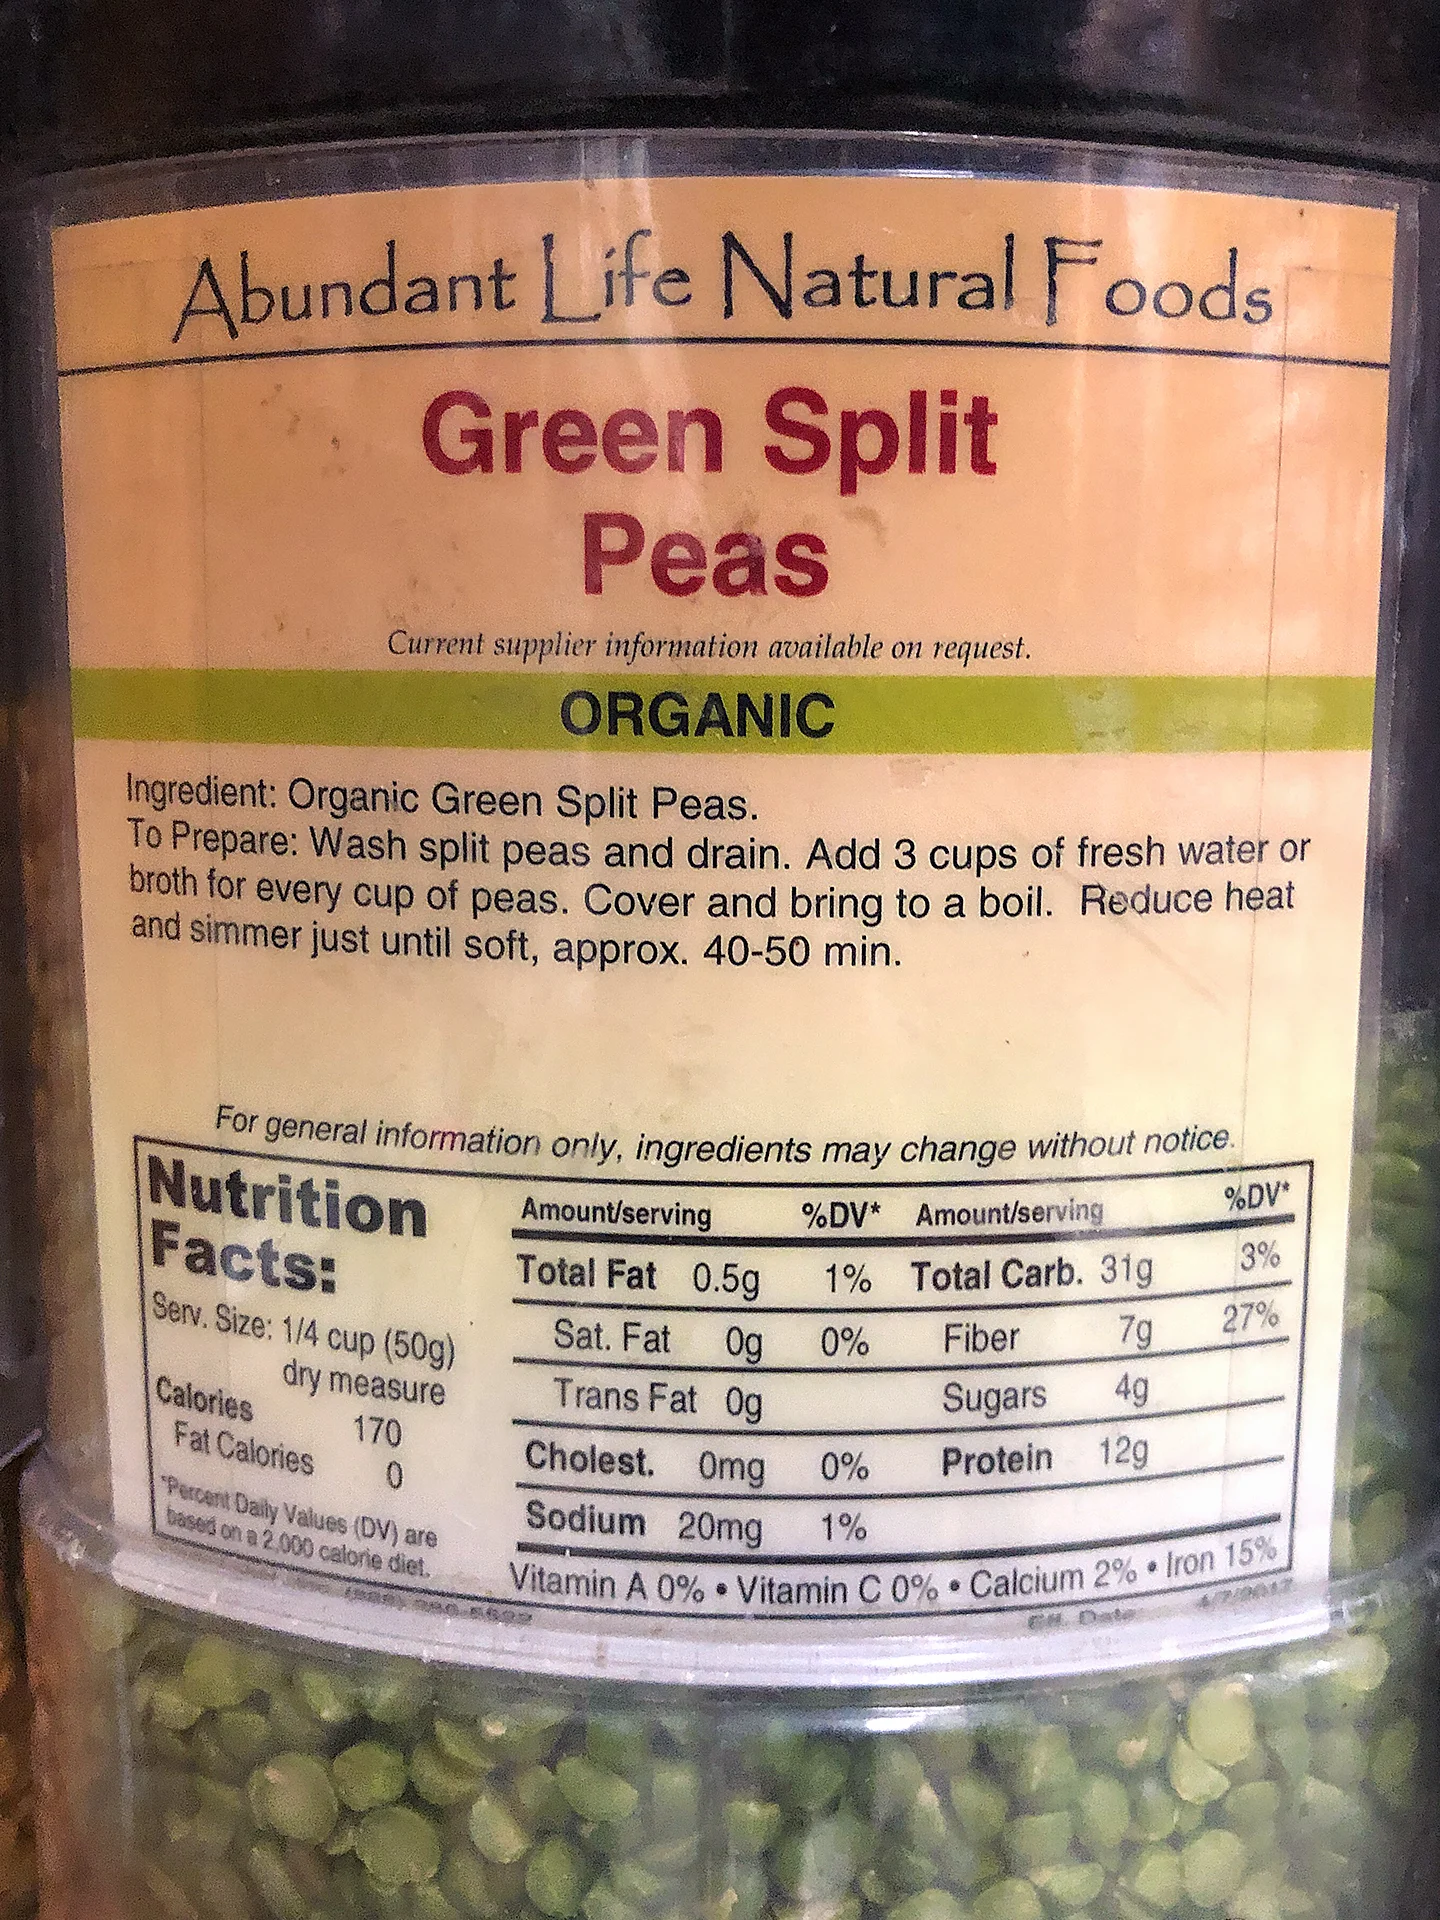 Abundant Life Natural Foods
Green Split
Peas
Current supplier information available on request.
ORGANIC
Ingredient: Organic Green Split Peas.
To Prepare: Wash split peas and drain. Add 3 cups of fresh water or
broth for every cup of peas. Cover and bring to a boil. Reduce heat
and simmer just until soft, approx. 40-50 min.
For general information only, ingredients may change without notice.
Nutrition
Facts:
Serv. Size: 1/4 cup (50g)
dry measure
Calories 170
Fat Calories 0
*Percent Daily Values (DV) are
based on a 2,000 calorie diet.
Amount/serving %DV* Amount/serving %DV*
Total Fat 0.5g 1% Total Carb. 31g 3%
Sat. Fat 0g 0% Fiber 7g 27%
Trans Fat 0g Sugars 4g
Cholest. 0mg 0% Protein 12g
Sodium 20mg 1%
Vitamin A 0% • Vitamin C 0% • Calcium 2% • Iron 15%
Eff. Date 4/7/2017